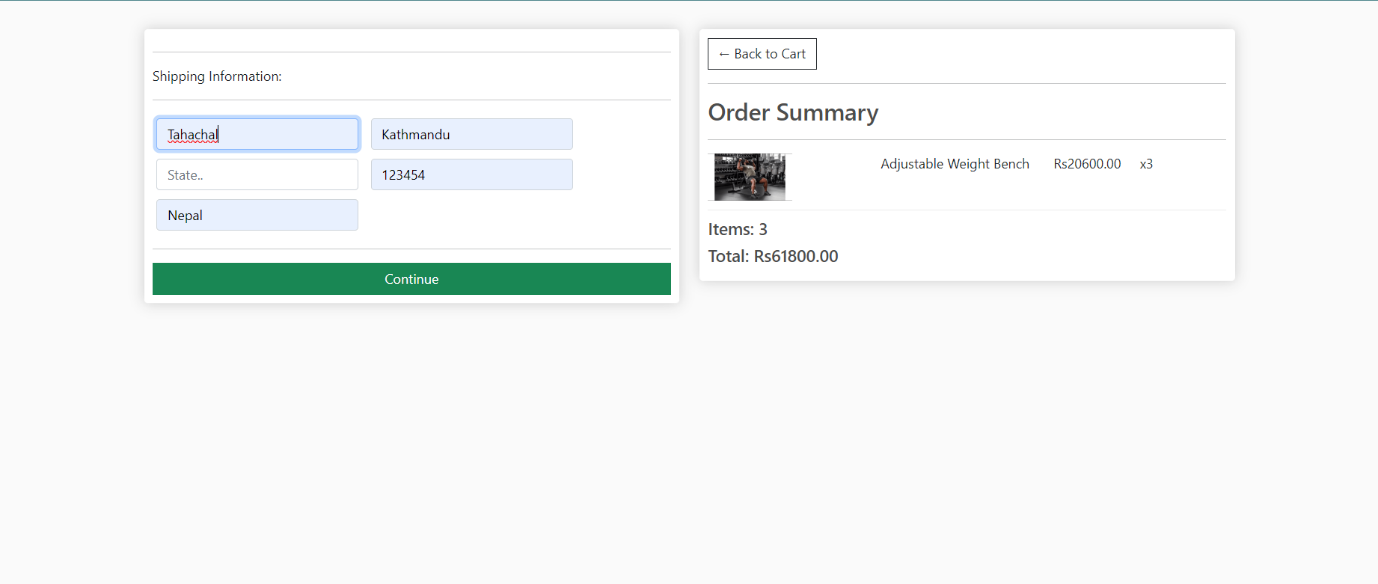 Shipping Information:
Tahachal
Kathmandu
State..
123454
Nepal
Continue
← Back to Cart
Order Summary
Adjustable Weight Bench Rs20600.00 x3
Items: 3
Total: Rs61800.00